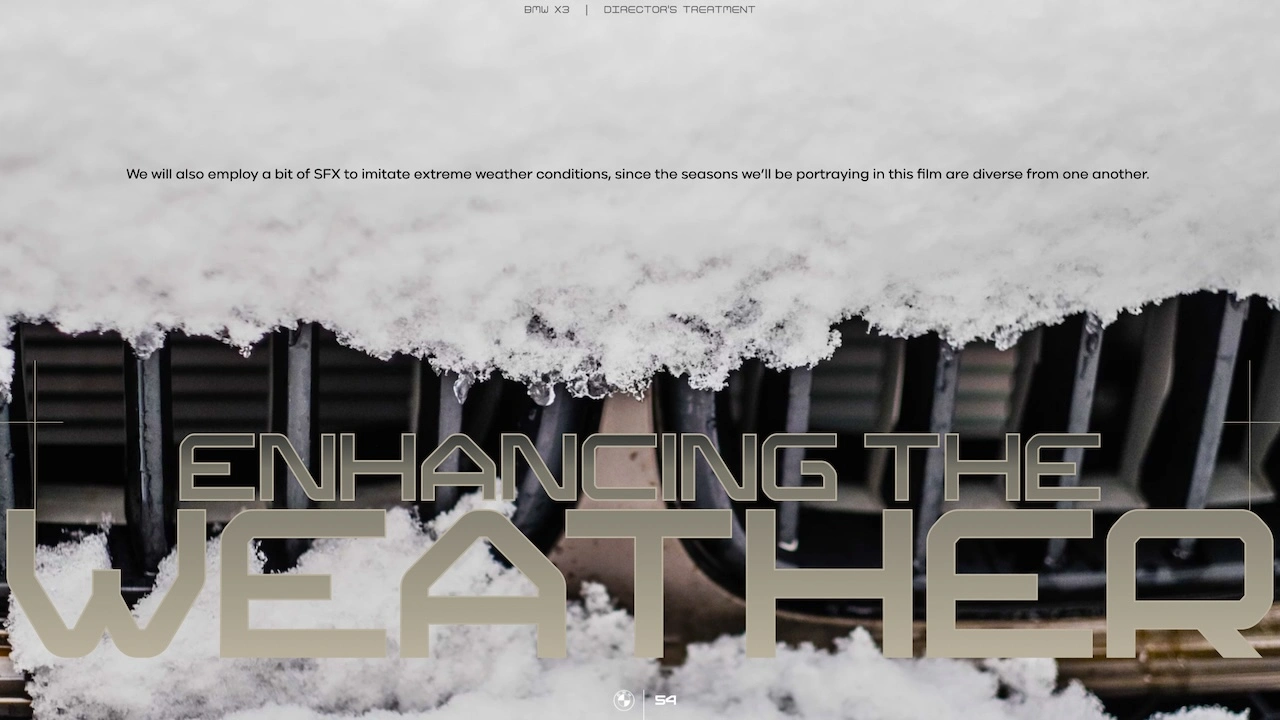 BMW X3 | DIRECTOR'S TREATMENT
We will also employ a bit of SFX to imitate extreme weather conditions, since the seasons we'll be portraying in this film are diverse from one another.
ENHANCING THE
WEATHER
BMW | 54